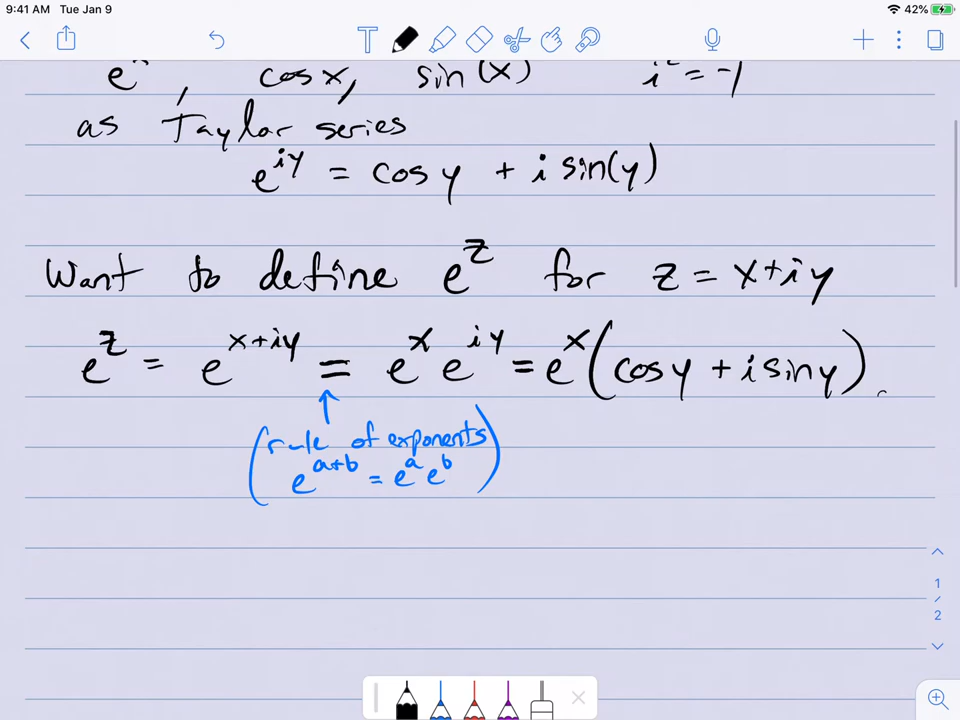 9:41 AM Tue Jan 9
42%
eˣ, cos x, sin(x) i² = -1
as Taylor series
e^{iy} = cos y + i sin(y)
Want to define e^z for z = x+iy
e^z = e^{x+iy} = e^x e^{iy} = e^x (cos y + i sin y)
(rule of exponents
e^{a+b} = e^a e^b)
1
/
2